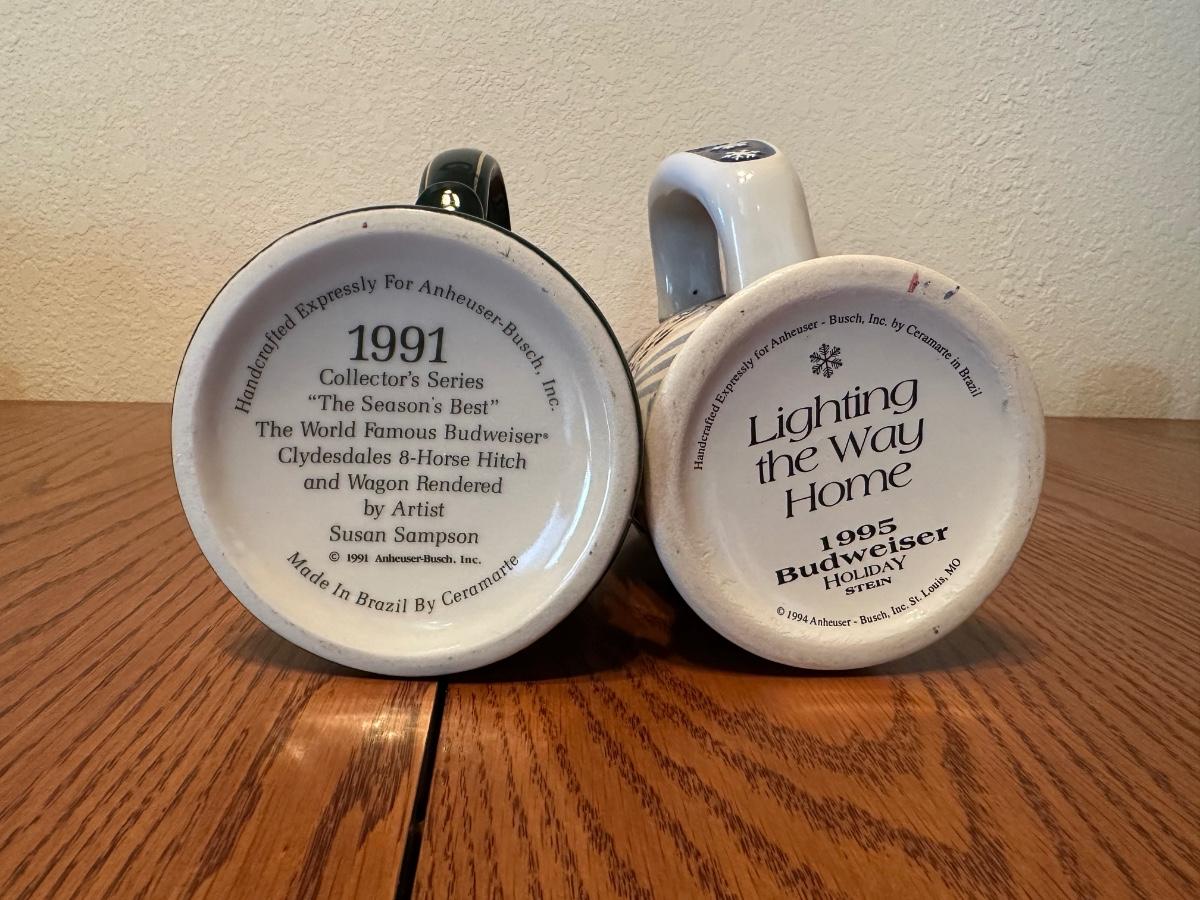 Handcrafted Expressly For Anheuser-Busch, Inc.
1991
Collector's Series
"The Season's Best"
The World Famous Budweiser®
Clydesdales 8-Horse Hitch
and Wagon Rendered
by Artist
Susan Sampson
© 1991 Anheuser-Busch. Inc.
Made In Brazil By Ceramarte
Handcrafted Expressly for Anheuser - Busch, Inc. by Ceramarte in Brazil
Lighting
the Way
Home
1995
Budweiser
HOLIDAY
STEIN
© 1994 Anheuser - Busch, Inc. St. Louis, MO